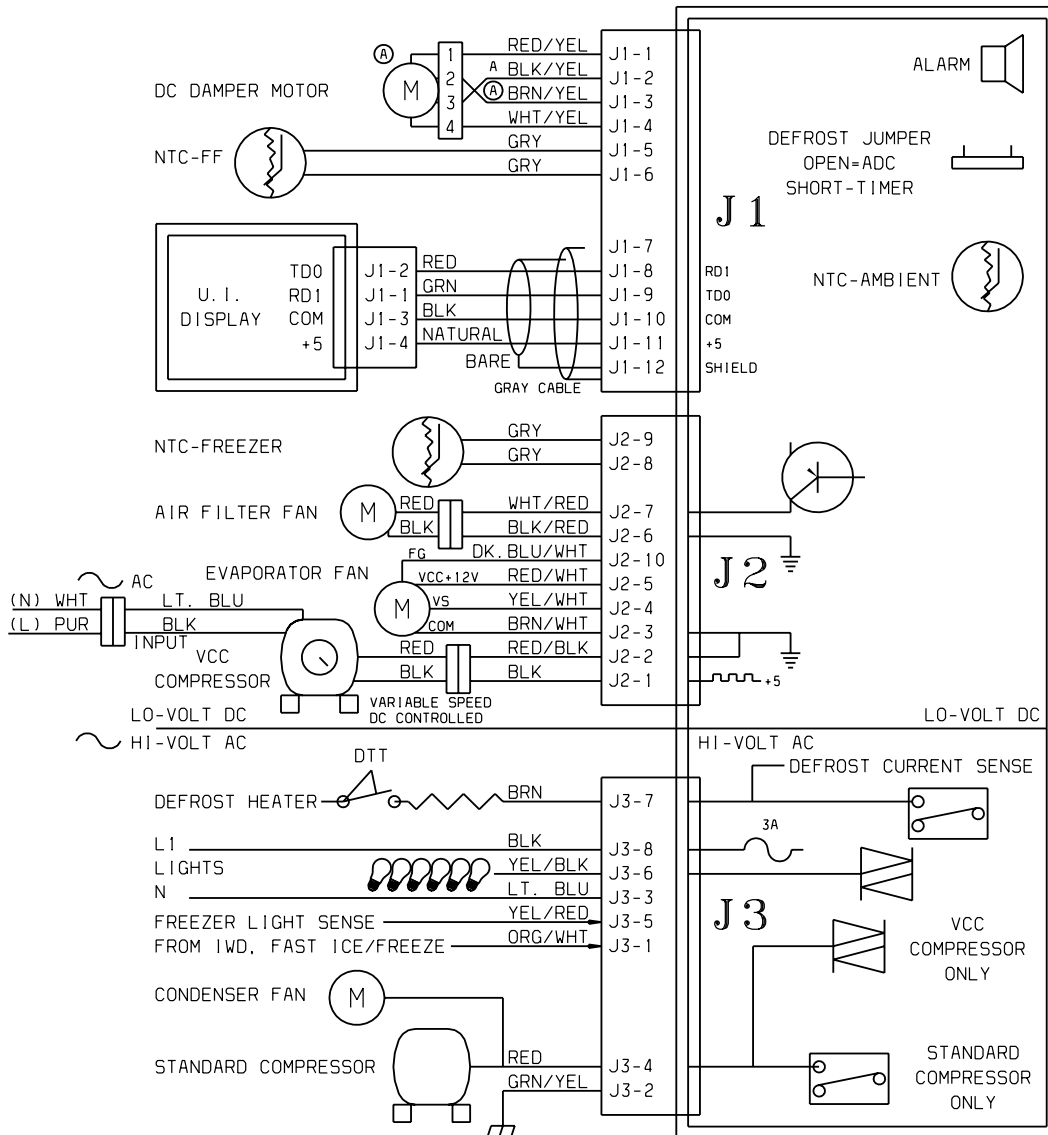 RED/YEL J1-1
A 1 A BLK/YEL J1-2 ALARM
DC DAMPER MOTOR M 2 A BRN/YEL J1-3
3
4 WHT/YEL J1-4
NTC-FF GRY J1-5 DEFROST JUMPER
GRY J1-6 OPEN=ADC
SHORT-TIMER
J1
J1-7
TDO J1-2 RED J1-8 RD1 NTC-AMBIENT
U.I. RD1 J1-1 GRN J1-9 TDO
DISPLAY COM J1-3 BLK J1-10 COM
+5 J1-4 NATURAL J1-11 +5
BARE J1-12 SHIELD
GRAY CABLE
NTC-FREEZER GRY J2-9
GRY J2-8
AIR FILTER FAN M RED WHT/RED J2-7
BLK BLK/RED J2-6
FG DK. BLU/WHT J2-10
EVAPORATOR FAN VCC+12V RED/WHT J2-5 J2
AC
(N) WHT LT. BLU M VS YEL/WHT J2-4
(L) PUR BLK COM BRN/WHT J2-3
INPUT
VCC RED RED/BLK J2-2
COMPRESSOR BLK BLK J2-1 +5
VARIABLE SPEED
DC CONTROLLED
LO-VOLT DC LO-VOLT DC
HI-VOLT AC HI-VOLT AC
DTT DEFROST CURRENT SENSE
DEFROST HEATER BRN J3-7
L1 BLK J3-8 3A
LIGHTS YEL/BLK J3-6
N LT. BLU J3-3
FREEZER LIGHT SENSE YEL/RED J3-5 J3
FROM IWD, FAST ICE/FREEZE ORG/WHT J3-1
VCC
COMPRESSOR
ONLY
CONDENSER FAN M
STANDARD COMPRESSOR RED J3-4
GRN/YEL J3-2
STANDARD
COMPRESSOR
ONLY